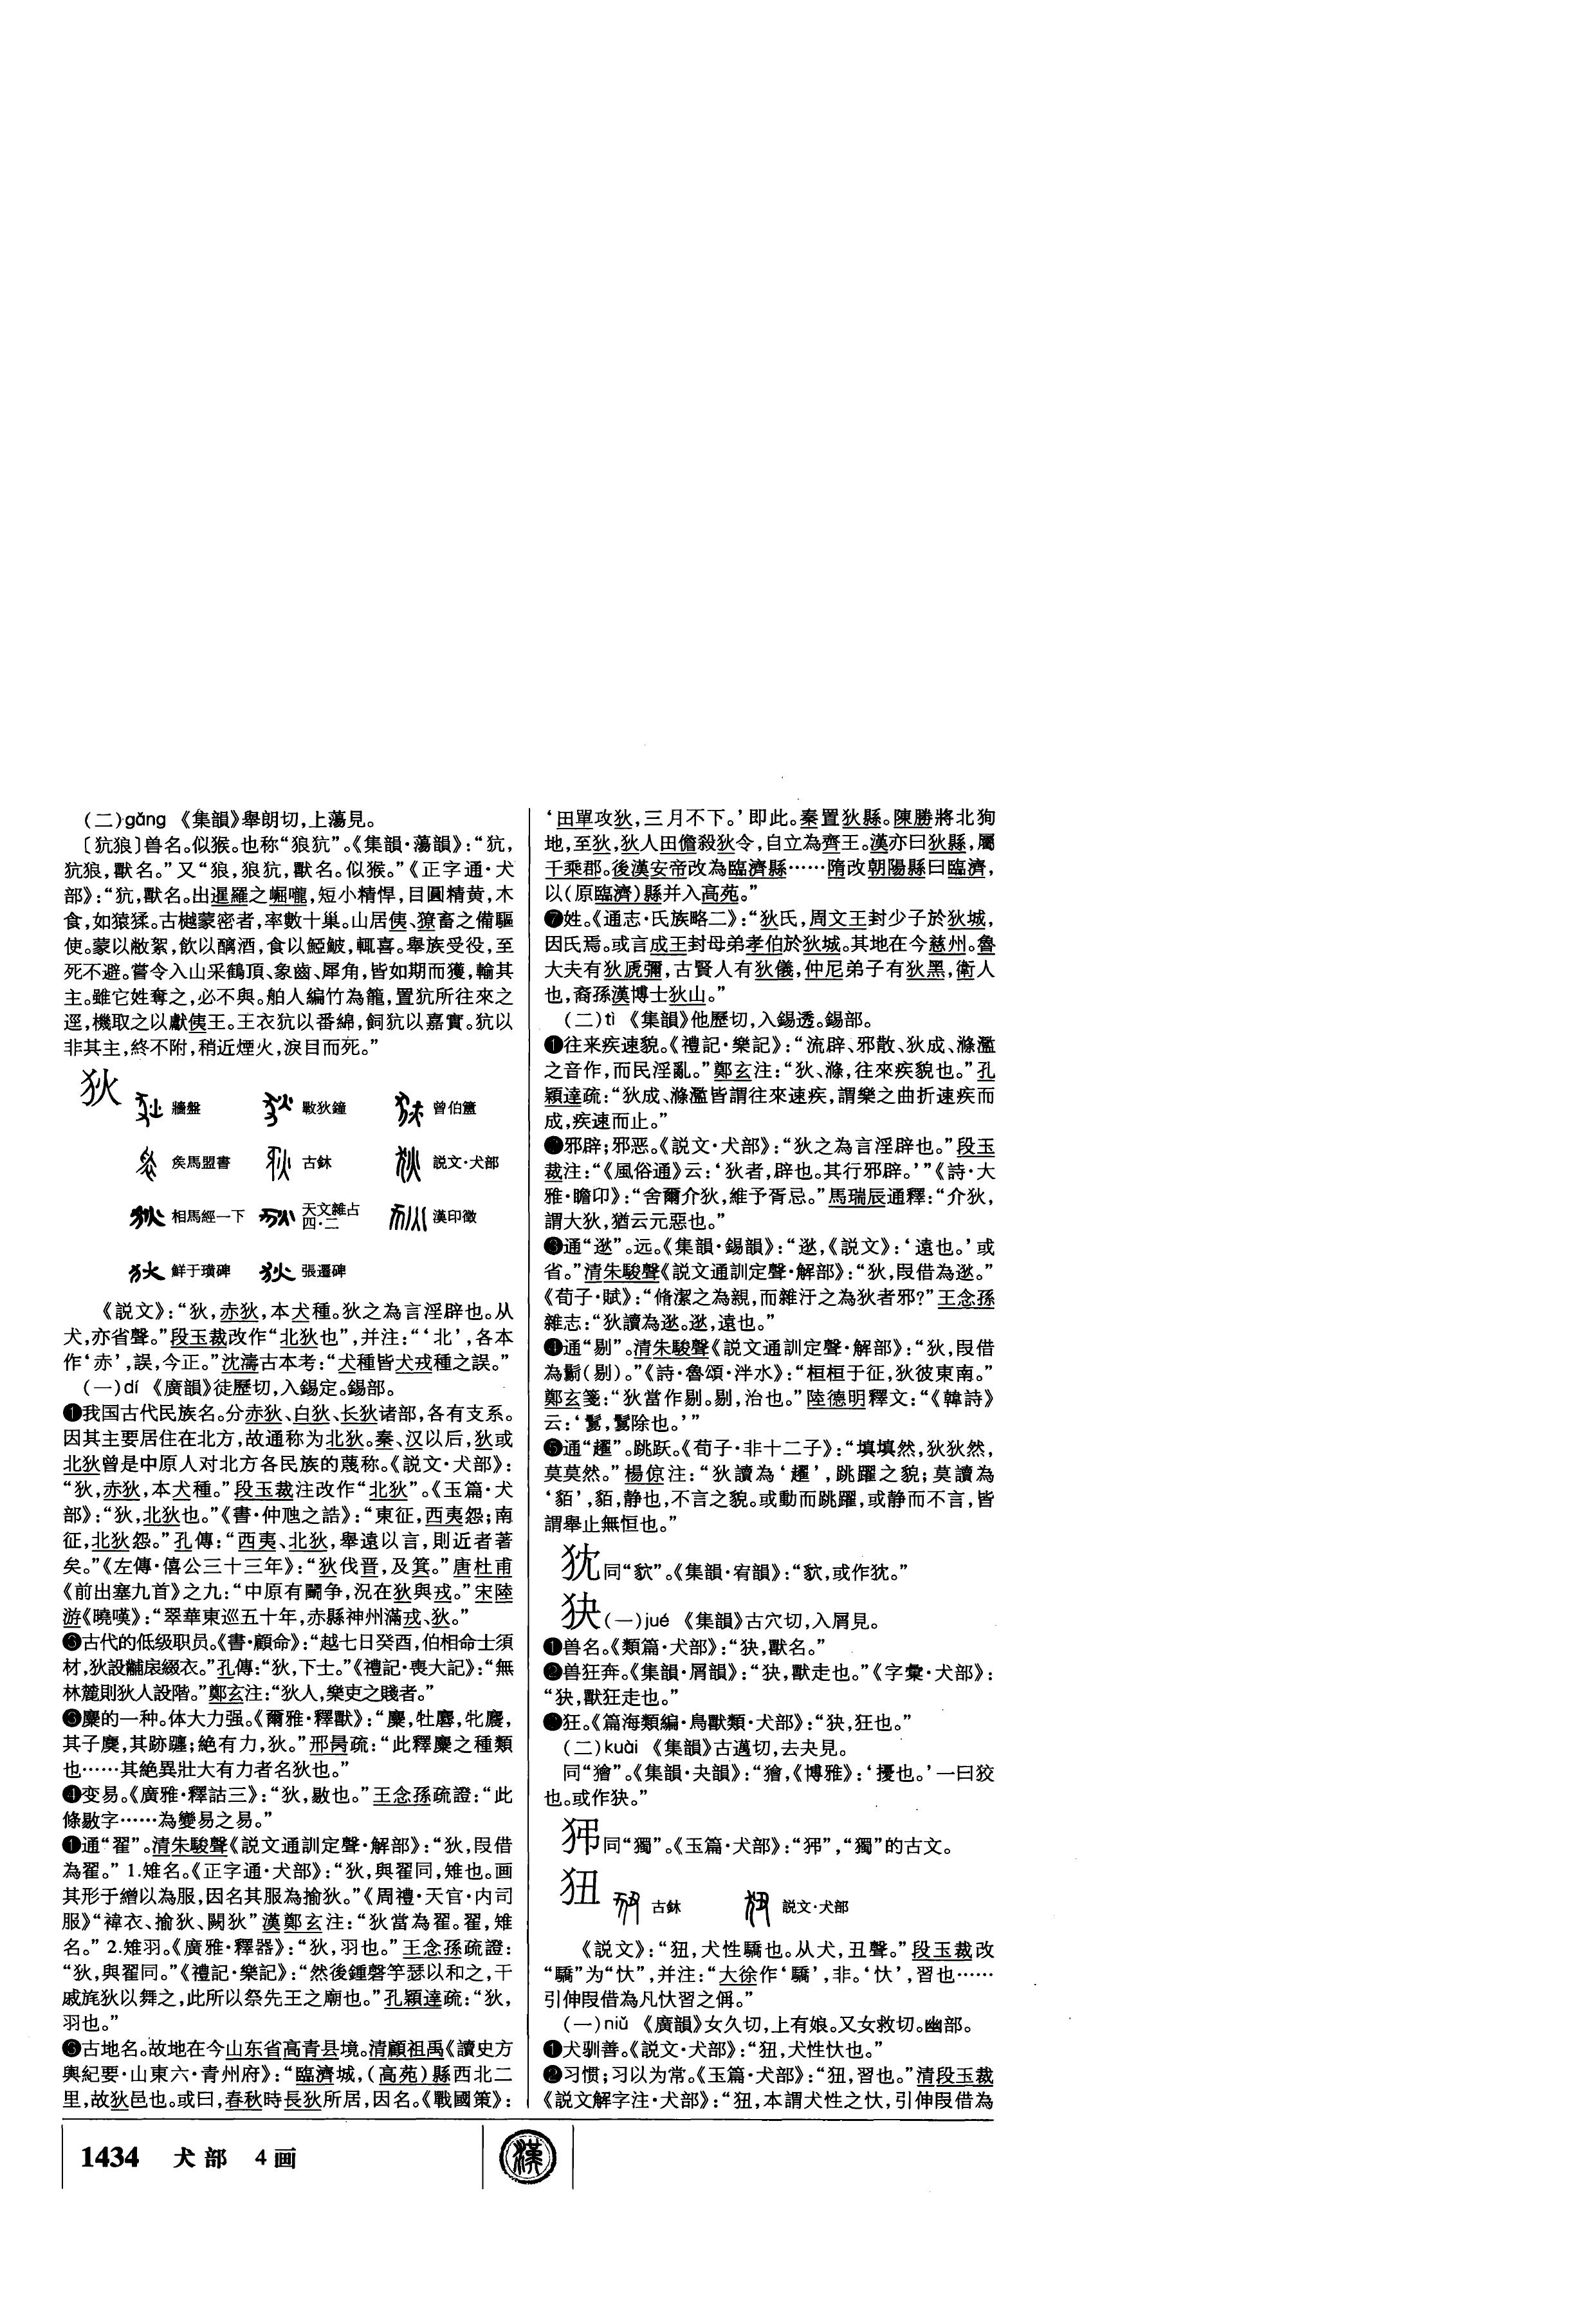 (二)gǎng 《集韻》舉朗切,上蕩見。
〔犺狼〕兽名。似猴。也称“狼犺”。《集韻·蕩韻》:“犺,
犺狼,獸名。”又“狼,狼犺,獸名。似猴。”《正字通·犬
部》:“犺,獸名。出暹羅之崛嚨,短小精悍,目圓精黄,木
食,如猿猱。古樾蒙密者,率數十巢。山居㑄、獠畜之備驅
使。蒙以敝絮,飲以醨酒,食以鮭鮍,輒喜。舉族受役,至
死不避。嘗令入山采鶴頂、象齒、犀角,皆如期而獲,輸其
主。雖它姓奪之,必不與。舶人編竹為籠,置犺所往來之
逕,機取之以獻㑄王。王衣犺以番綿,飼犺以嘉實。犺以
非其主,終不附,稍近煙火,淚目而死。”
狄
牆盤 斁狄鐘 曾伯簠
矦馬盟書 古鉥 説文·犬部
相馬經一下 天文雜占四·二 漢印徵
鮮于璜碑 張遷碑
《説文》:“狄,赤狄,本犬種。狄之為言淫辟也。从
犬,亦省聲。”段玉裁改作“北狄也”,并注:“‘北’,各本
作‘赤’,誤,今正。”沈濤古本考:“犬種皆犬戎種之誤。”
(一)dí 《廣韻》徒歷切,入錫定。錫部。
❶我国古代民族名。分赤狄、白狄、长狄诸部,各有支系。
因其主要居住在北方,故通称为北狄。秦、汉以后,狄或
北狄曾是中原人对北方各民族的蔑称。《説文·犬部》:
“狄,赤狄,本犬種。”段玉裁注改作“北狄”。《玉篇·犬
部》:“狄,北狄也。”《書·仲虺之誥》:“東征,西夷怨;南
征,北狄怨。”孔傳:“西夷、北狄,舉遠以言,則近者著
矣。”《左傳·僖公三十三年》:“狄伐晋,及箕。”唐杜甫
《前出塞九首》之九:“中原有鬭争,況在狄與戎。”宋陸
游《曉嘆》:“翠華東巡五十年,赤縣神州滿戎、狄。”
❷古代的低级职员。《書·顧命》:“越七日癸酉,伯相命士須
材,狄設黼扆綴衣。”孔傳:“狄,下士。”《禮記·喪大記》:“無
林麓則狄人設階。”鄭玄注:“狄人,樂吏之賤者。”
❸麋的一种。体大力强。《爾雅·釋獸》:“麋,牡麔,牝麎,
其子䴠,其跡躔;絶有力,狄。”邢昺疏:“此釋麋之種類
也……其絶異壯大有力者名狄也。”
❹变易。《廣雅·釋詁三》:“狄,敭也。”王念孫疏證:“此
條敭字……為變易之易。”
❶通“翟”。清朱駿聲《説文通訓定聲·解部》:“狄,叚借
為翟。” 1.雉名。《正字通·犬部》:“狄,與翟同,雉也。画
其形于繒以為服,因名其服為揄狄。”《周禮·天官·内司
服》“褘衣、揄狄、闕狄”漢鄭玄注:“狄當為翟。翟,雉
名。” 2.雉羽。《廣雅·釋器》:“狄,羽也。”王念孫疏證:
“狄,與翟同。”《禮記·樂記》:“然後鍾磬竽瑟以和之,干
戚旄狄以舞之,此所以祭先王之廟也。”孔穎達疏:“狄,
羽也。”
❻古地名。故地在今山东省高青县境。清顧祖禹《讀史方
輿紀要·山東六·青州府》:“臨濟城,(高苑)縣西北二
里,故狄邑也。或曰,春秋時長狄所居,因名。《戰國策》:
‘田單攻狄,三月不下。’即此。秦置狄縣。陳勝將北狥
地,至狄,狄人田儋殺狄令,自立為齊王。漢亦曰狄縣,屬
千乘郡。後漢安帝改為臨濟縣……隋改朝陽縣曰臨濟,
以(原臨濟)縣并入高苑。”
❼姓。《通志·氏族略二》:“狄氏,周文王封少子於狄城,
因氏焉。或言成王封母弟孝伯於狄城。其地在今慈州。魯
大夫有狄虒彌,古賢人有狄儀,仲尼弟子有狄黑,衛人
也,裔孫漢博士狄山。”
(二)tì 《集韻》他歷切,入錫透。錫部。
❶往来疾速貌。《禮記·樂記》:“流辟、邪散、狄成、滌濫
之音作,而民淫亂。”鄭玄注:“狄、滌,往來疾貌也。”孔
穎達疏:“狄成、滌濫皆謂往來速疾,謂樂之曲折速疾而
成,疾速而止。”
❷邪辟;邪恶。《説文·犬部》:“狄之為言淫辟也。”段玉
裁注:“《風俗通》云:‘狄者,辟也。其行邪辟。’”《詩·大
雅·瞻卬》:“舍爾介狄,維予胥忌。”馬瑞辰通釋:“介狄,
謂大狄,猶云元惡也。”
❸通“逖”。远。《集韻·錫韻》:“逖,《説文》:‘遠也。’或
省。”清朱駿聲《説文通訓定聲·解部》:“狄,叚借為逖。”
《荀子·賦》:“脩潔之為親,而雜汙之為狄者邪?”王念孫
雜志:“狄讀為逖。逖,遠也。”
❹通“剔”。清朱駿聲《説文通訓定聲·解部》:“狄,叚借
為鬄(剔)。”《詩·魯頌·泮水》:“桓桓于征,狄彼東南。”
鄭玄箋:“狄當作剔。剔,治也。”陸德明釋文:“《韓詩》
云:‘鬄,鬄除也。’”
❺通“趯”。跳跃。《荀子·非十二子》:“填填然,狄狄然,
莫莫然。”楊倞注:“狄讀為‘趯’,跳躍之貌;莫讀為
‘貊’,貊,静也,不言之貌。或動而跳躍,或静而不言,皆
謂舉止無恒也。”
犹同“㹨”。《集韻·宥韻》:“㹨,或作犹。”
狭(一)jué 《集韻》古穴切,入屑見。
❶兽名。《類篇·犬部》:“㹟,獸名。”
❷兽狂奔。《集韻·屑韻》:“㹟,獸走也。”《字彙·犬部》:
“㹟,獸狂走也。”
❸狂。《篇海類編·鳥獸類·犬部》:“㹟,狂也。”
(二)kuài 《集韻》古邁切,去夬見。
同“獪”。《集韻·夬韻》:“獪,《博雅》:‘擾也。’一曰狡
也。或作㹟。”
同“獨”。《玉篇·犬部》:“”,“獨”的古文。
狃
古鉥 説文·犬部
《説文》:“狃,犬性驕也。从犬,丑聲。”段玉裁改
“驕”为“忕”,并注:“大徐作‘驕’,非。‘忕’,習也……
引伸叚借為凡忕習之偁。”
(一)niǔ 《廣韻》女久切,上有娘。又女救切。幽部。
❶犬驯善。《説文·犬部》:“狃,犬性忕也。”
❷习惯;习以为常。《玉篇·犬部》:“狃,習也。”清段玉裁
《説文解字注·犬部》:“狃,本謂犬性之忕,引伸叚借為
1434 犬部 4画
漢